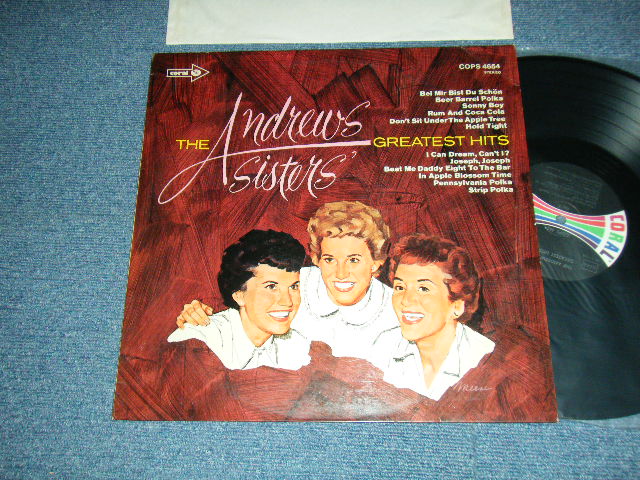 coral
COPS 4654
STEREO
THE Andrews Sisters' GREATEST HITS
Bei Mir Bist Du Schön
Beer Barrel Polka
Sonny Boy
Rum And Coca Cola
Don't Sit Under The Apple Tree
Hold Tight
I Can Dream, Can't I?
Joseph, Joseph
Beat Me Daddy Eight To The Bar
In Apple Blossom Time
Pennsylvania Polka
Strip Polka
CORAL